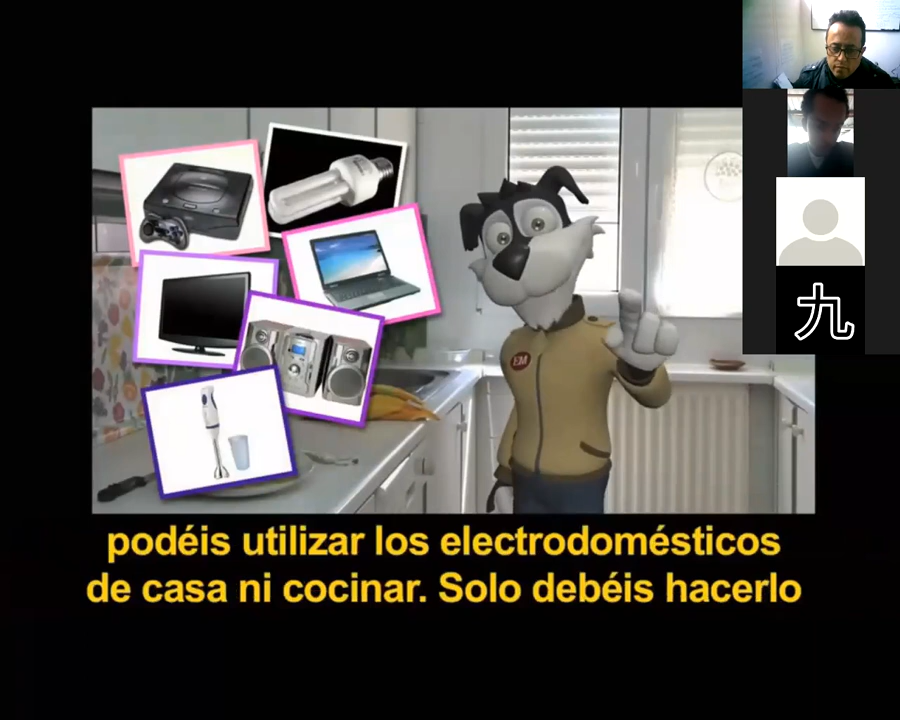 EM
九
podéis utilizar los electrodomésticos
de casa ni cocinar. Solo debéis hacerlo